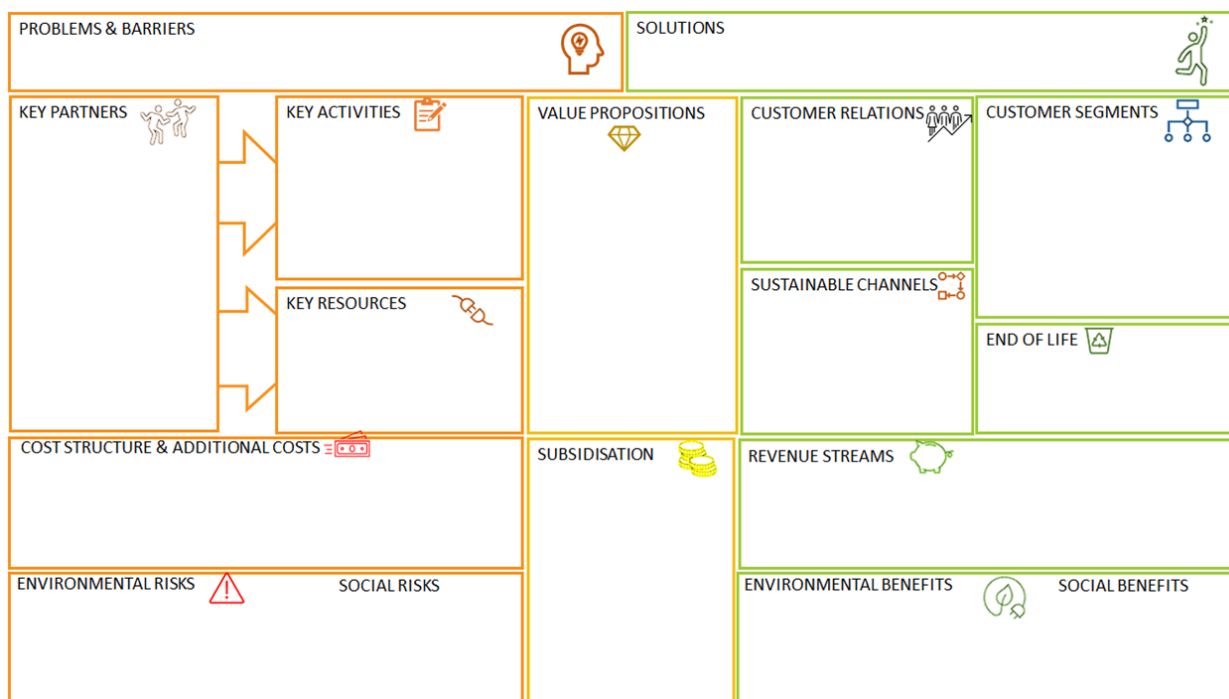 PROBLEMS & BARRIERS
SOLUTIONS
KEY PARTNERS
KEY ACTIVITIES
VALUE PROPOSITIONS
CUSTOMER RELATIONS
CUSTOMER SEGMENTS
KEY RESOURCES
SUSTAINABLE CHANNELS
END OF LIFE
COST STRUCTURE & ADDITIONAL COSTS
SUBSIDISATION
REVENUE STREAMS
ENVIRONMENTAL RISKS
SOCIAL RISKS
ENVIRONMENTAL BENEFITS
SOCIAL BENEFITS